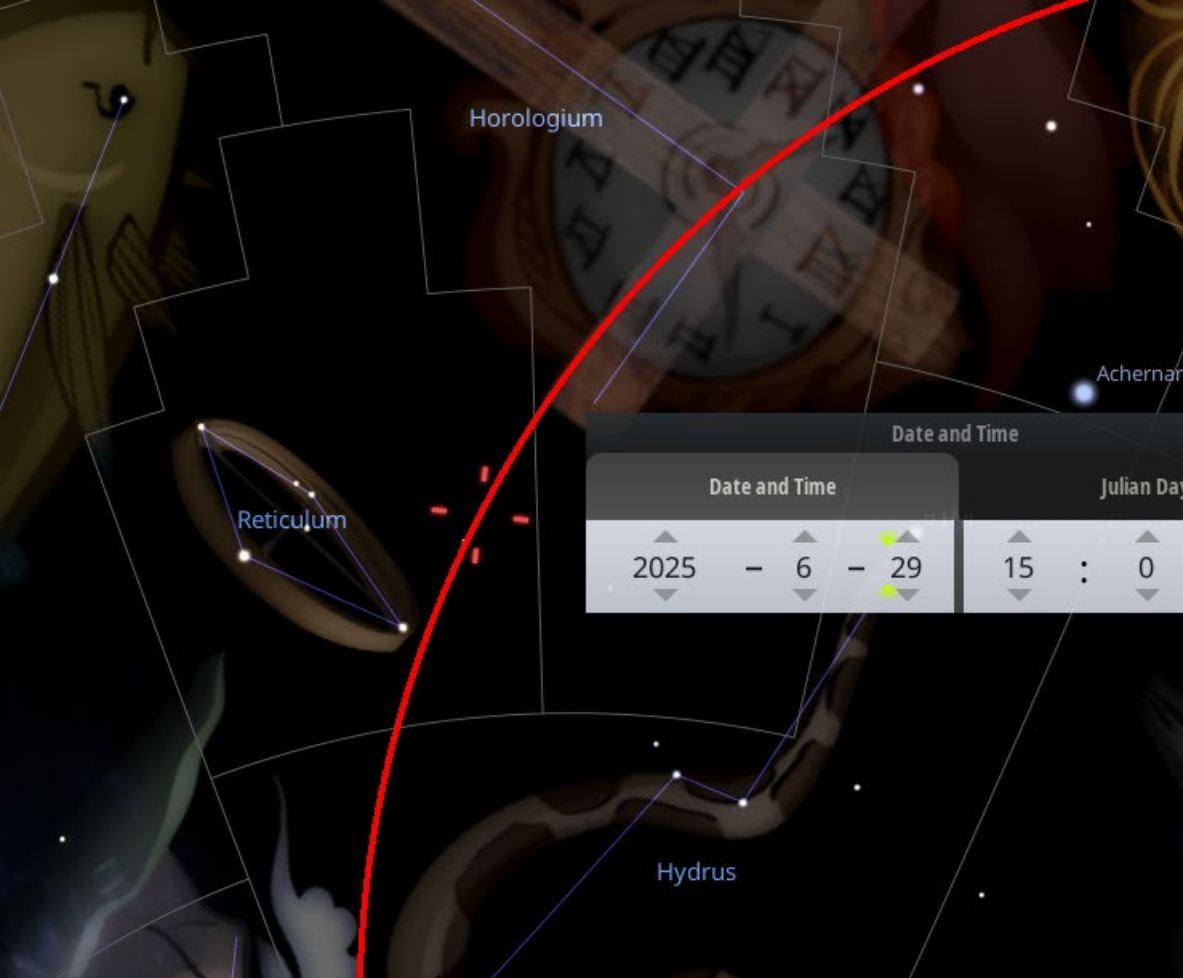 Horologium
Achernar
Date and Time
Date and Time
Julian Day
Reticulum
2025 - 6 - 29 15 : 0
Hydrus